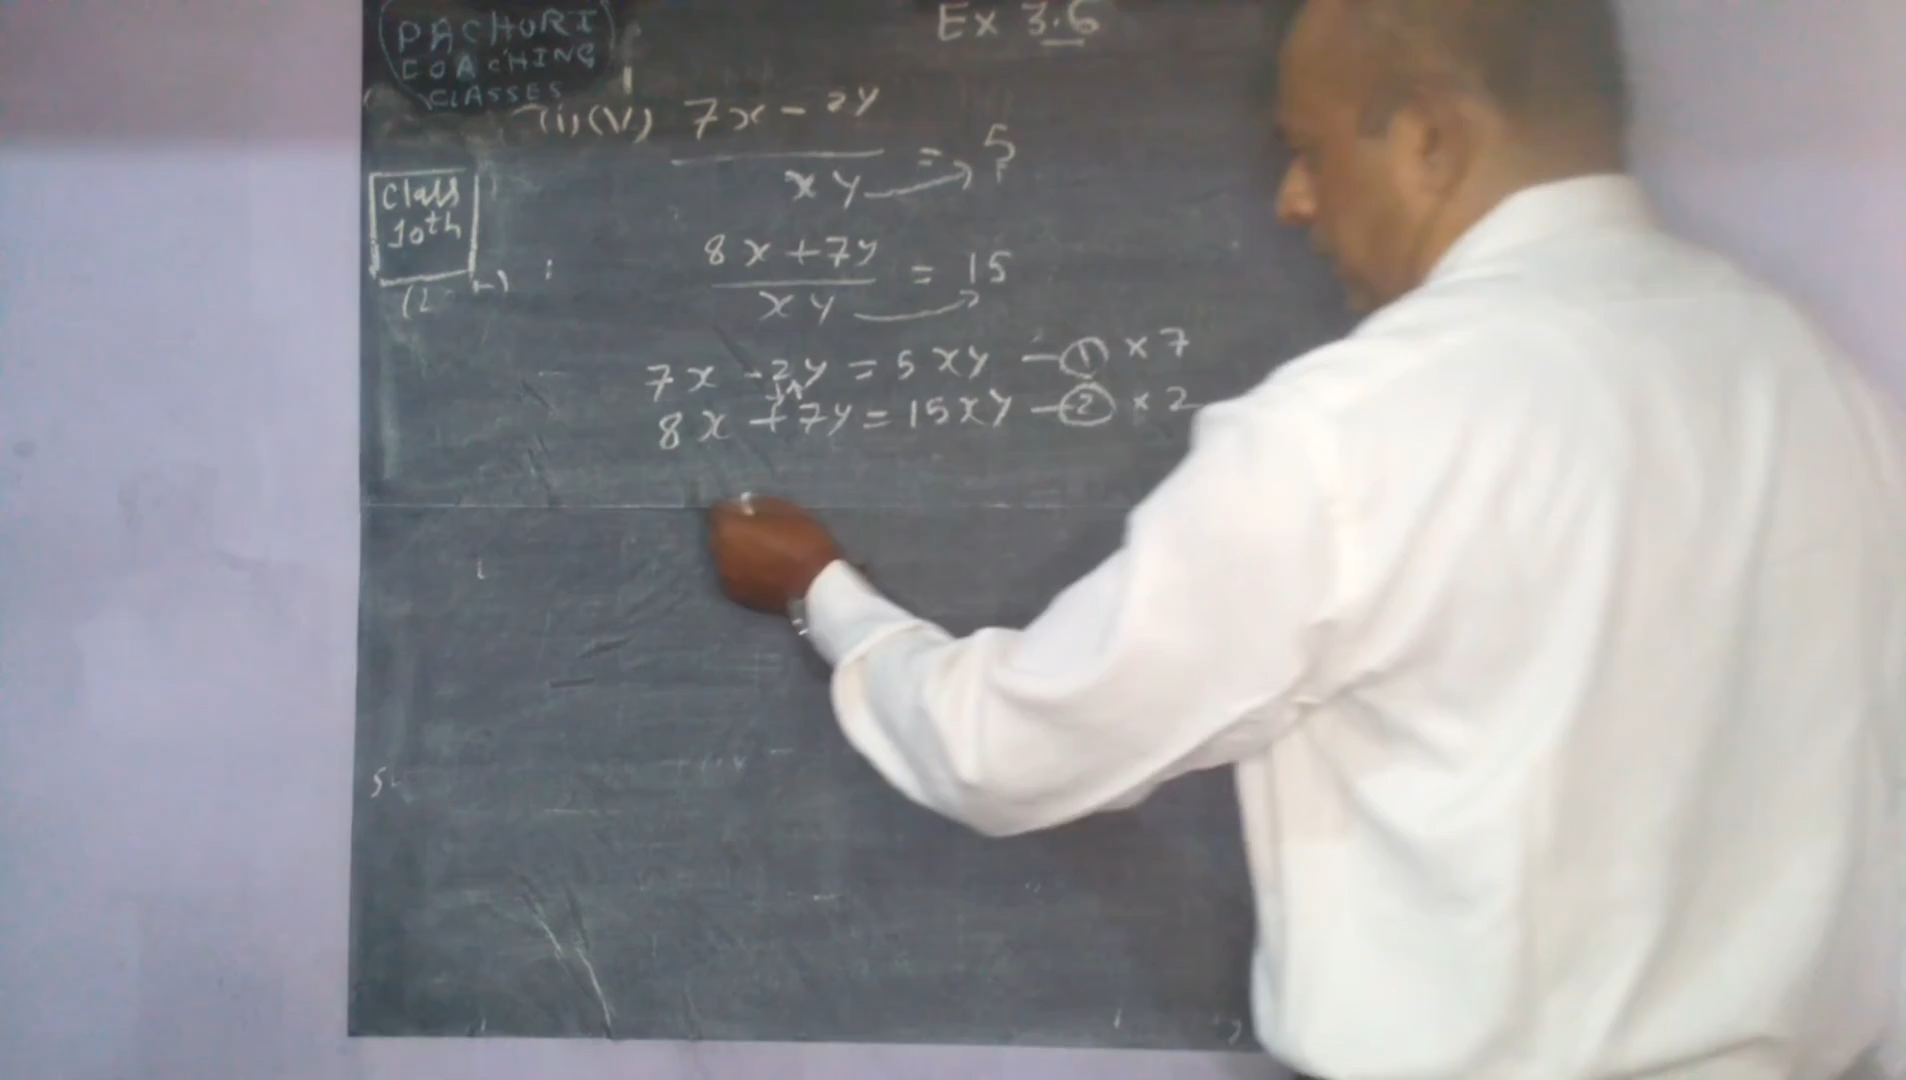 PACHORI
COACHING
CLASSES
Ex 3.6
Class
10th
(i)(V) 7x - 2y
xy = 5
8x + 7y
xy = 15
7x - 2y = 5xy - ① × 7
8x + 7y = 15xy - ② × 2